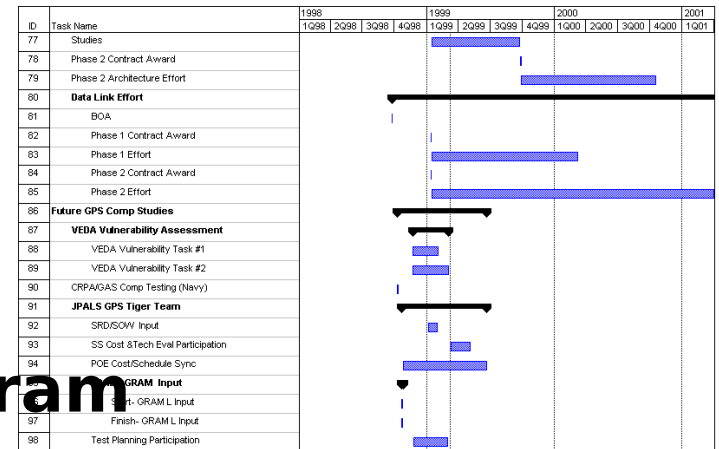 1998 1999 2000 2001
ID Task Name 1Q98 2Q98 3Q98 4Q98 1Q99 2Q99 3Q99 4Q99 1Q00 2Q00 3Q00 4Q00 1Q01
77 Studies
78 Phase 2 Contract Award
79 Phase 2 Architecture Effort
80 Data Link Effort
81 BOA
82 Phase 1 Contract Award
83 Phase 1 Effort
84 Phase 2 Contract Award
85 Phase 2 Effort
86 Future GPS Comp Studies
87 VEDA Vulnerability Assessment
88 VEDA Vulnerability Task #1
89 VEDA Vulnerability Task #2
90 CRPA/GAS Comp Testing (Navy)
91 JPALS GPS Tiger Team
92 SRD/SOW Input
93 SS Cost &Tech Eval Participation
94 POE Cost/Schedule Sync
GRAM Input
ram
GRAM L Input
97 Finish- GRAM L Input
98 Test Planning Participation